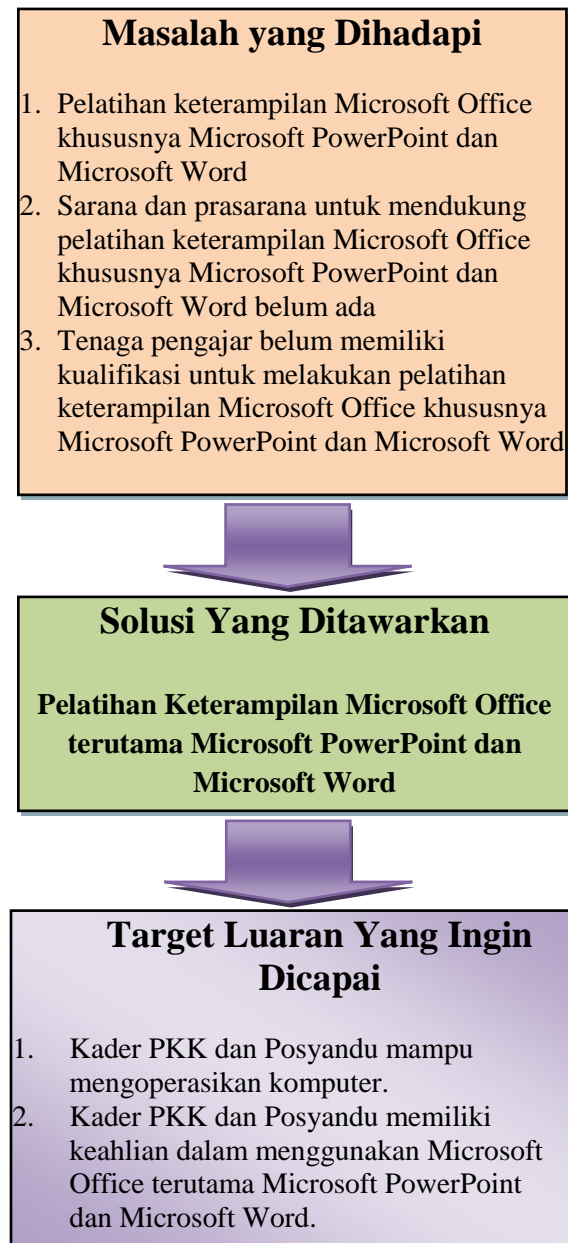 Masalah yang Dihadapi
1. Pelatihan keterampilan Microsoft Office
khususnya Microsoft PowerPoint dan
Microsoft Word
2. Sarana dan prasarana untuk mendukung
pelatihan keterampilan Microsoft Office
khususnya Microsoft PowerPoint dan
Microsoft Word belum ada
3. Tenaga pengajar belum memiliki
kualifikasi untuk melakukan pelatihan
keterampilan Microsoft Office khususnya
Microsoft PowerPoint dan Microsoft Word
Solusi Yang Ditawarkan
Pelatihan Keterampilan Microsoft Office
terutama Microsoft PowerPoint dan
Microsoft Word
Target Luaran Yang Ingin
Dicapai
1. Kader PKK dan Posyandu mampu
mengoperasikan komputer.
2. Kader PKK dan Posyandu memiliki
keahlian dalam menggunakan Microsoft
Office terutama Microsoft PowerPoint
dan Microsoft Word.